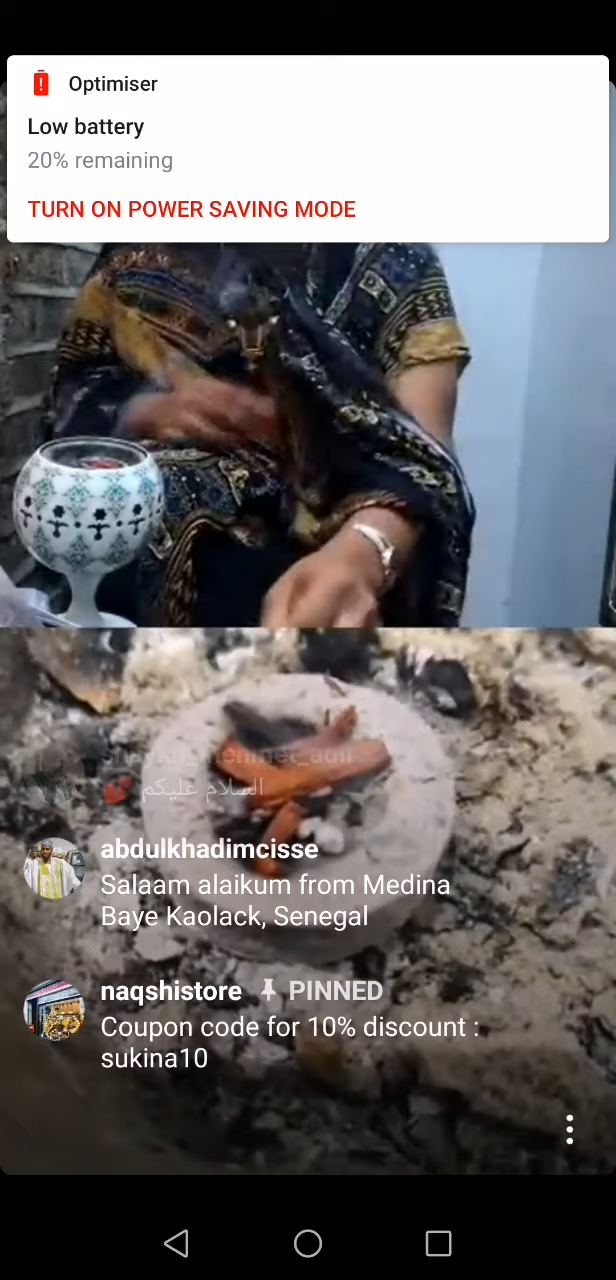 Optimiser
Low battery
20% remaining
TURN ON POWER SAVING MODE
السلام عليكم
abdulkhadimcisse
Salaam alaikum from Medina
Baye Kaolack, Senegal
naqshistore PINNED
Coupon code for 10% discount :
sukina10